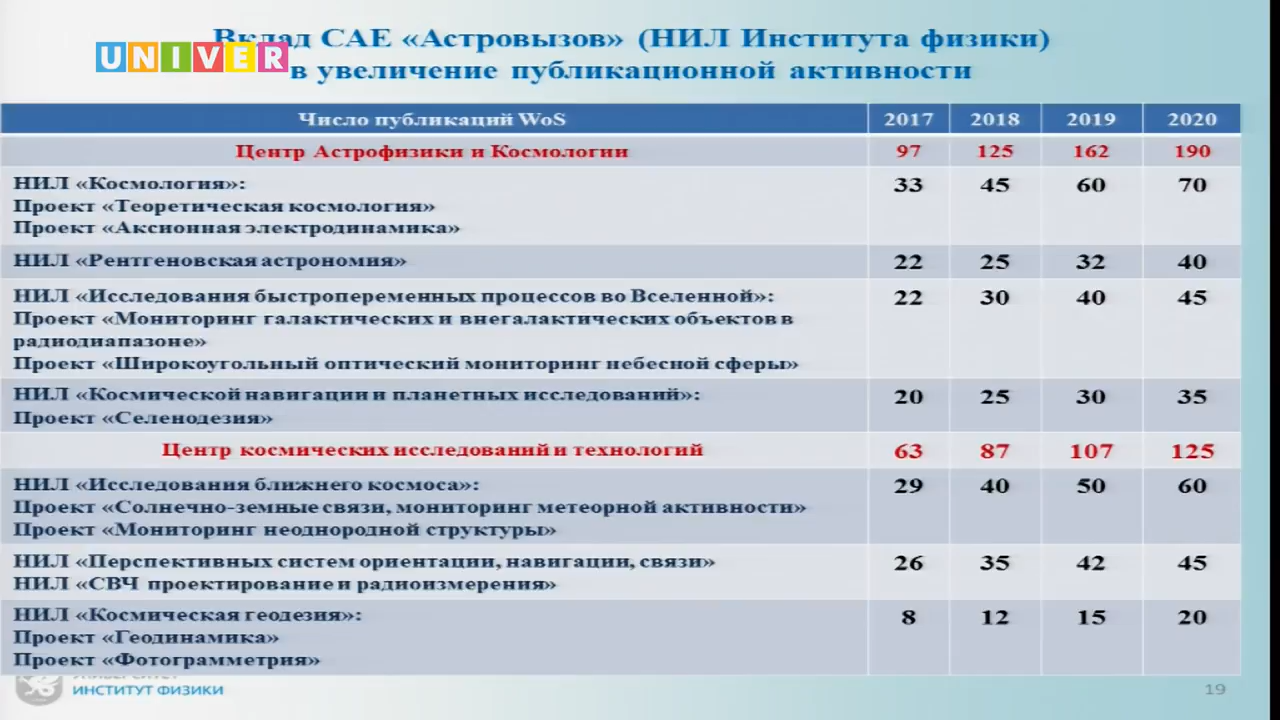 Вклад САЕ «Астровызов» (НИЛ Института физики)
UNIVER
в увеличение публикационной активности
Число публикаций WoS 2017 2018 2019 2020
Центр Астрофизики и Космологии 97 125 162 190
НИЛ «Космология»: 33 45 60 70
Проект «Теоретическая космология»
Проект «Аксионная электродинамика»
НИЛ «Рентгеновская астрономия» 22 25 32 40
НИЛ «Исследования быстропеременных процессов во Вселенной»: 22 30 40 45
Проект «Мониторинг галактических и внегалактических объектов в
радиодиапазоне»
Проект «Широкоугольный оптический мониторинг небесной сферы»
НИЛ «Космической навигации и планетных исследований»: 20 25 30 35
Проект «Селенодезия»
Центр космических исследований и технологий 63 87 107 125
НИЛ «Исследования ближнего космоса»: 29 40 50 60
Проект «Солнечно-земные связи, мониторинг метеорной активности»
Проект «Мониторинг неоднородной структуры»
НИЛ «Перспективных систем ориентации, навигации, связи» 26 35 42 45
НИЛ «СВЧ проектирование и радиоизмерения»
НИЛ «Космическая геодезия»: 8 12 15 20
Проект «Геодинамика»
Проект «Фотограмметрия»
УНИВЕРСИТЕТ
ИНСТИТУТ ФИЗИКИ
19